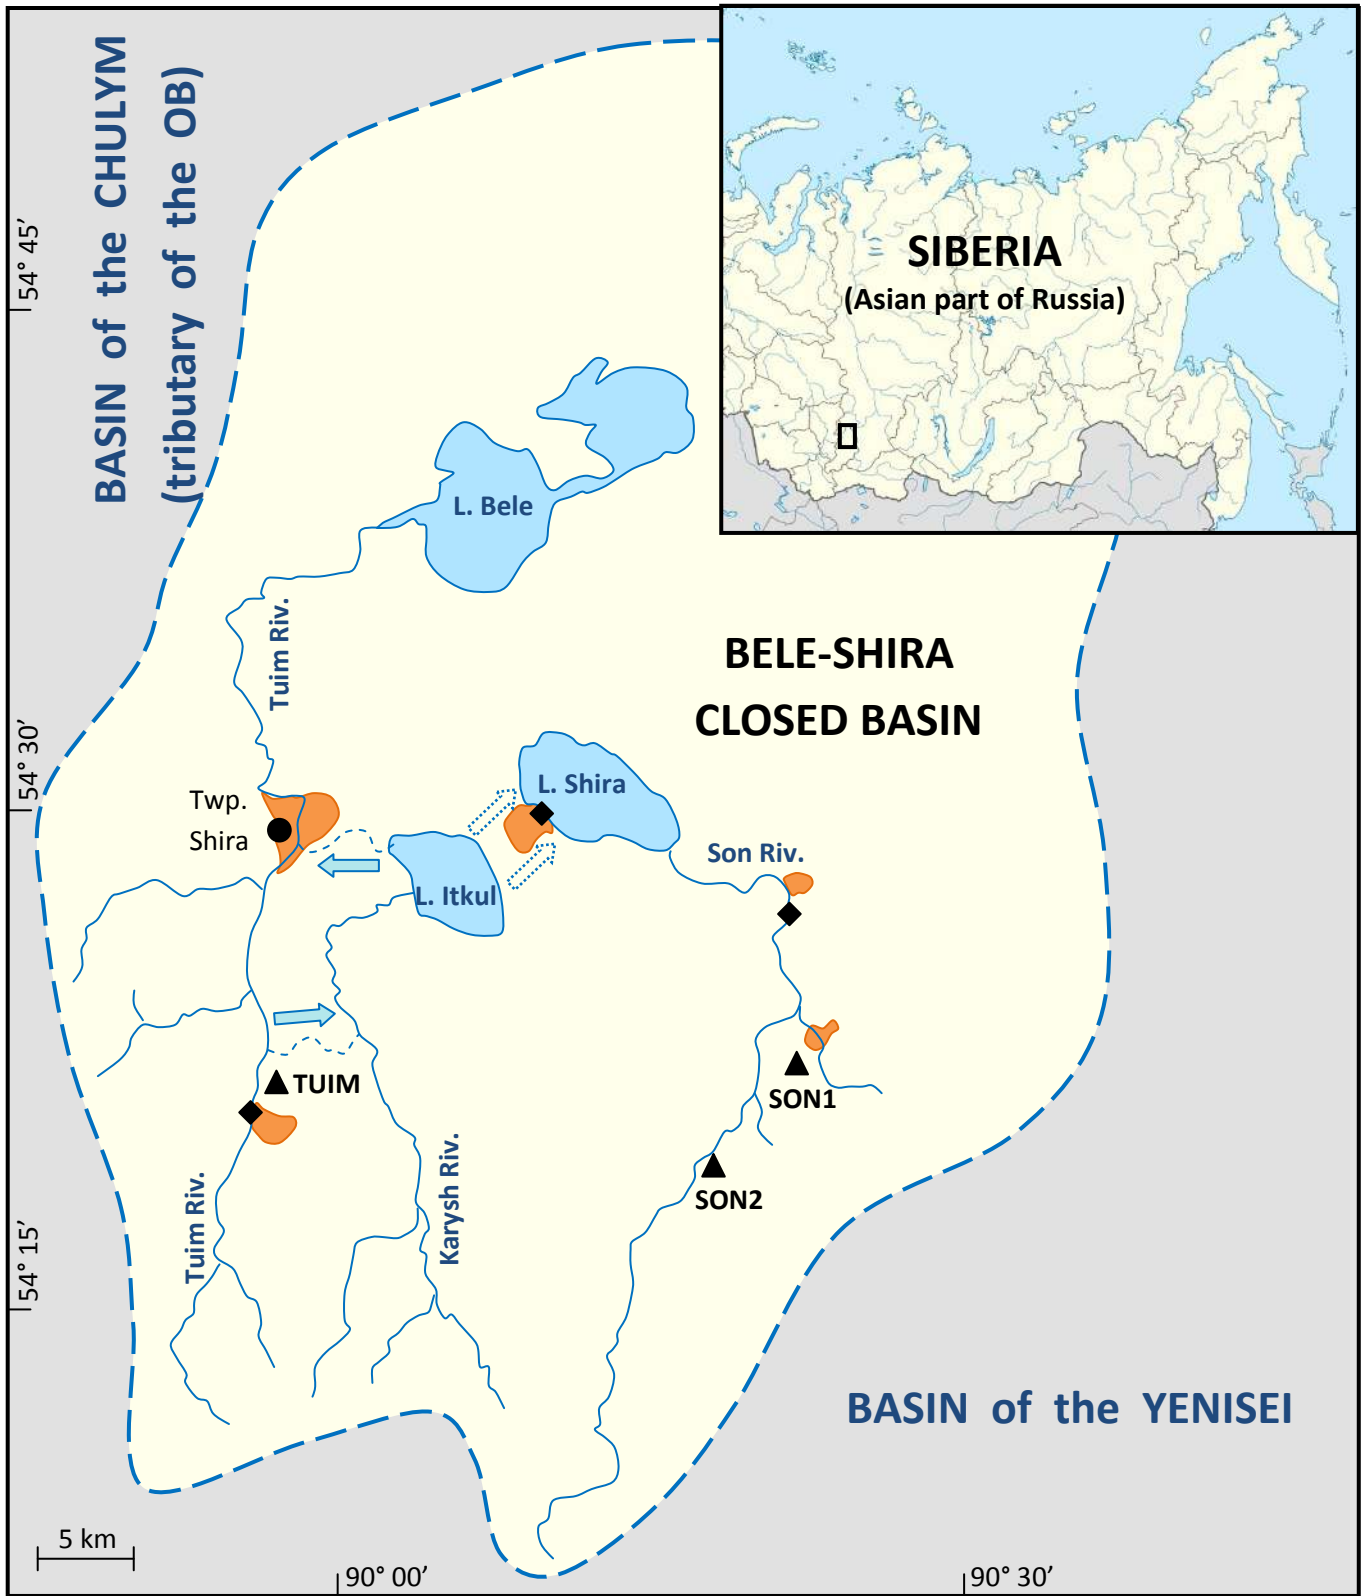 BASIN of the CHULYM
(tributary of the OB)
SIBERIA
(Asian part of Russia)
54° 45’
L. Bele
Tuim Riv.
BELE-SHIRA
CLOSED BASIN
54° 30’
L. Shira
Twp.
Shira
Son Riv.
L. Itkul
TUIM
SON1
Karysh Riv.
Tuim Riv.
SON2
54° 15’
BASIN of the YENISEI
5 km
90° 00’
90° 30’